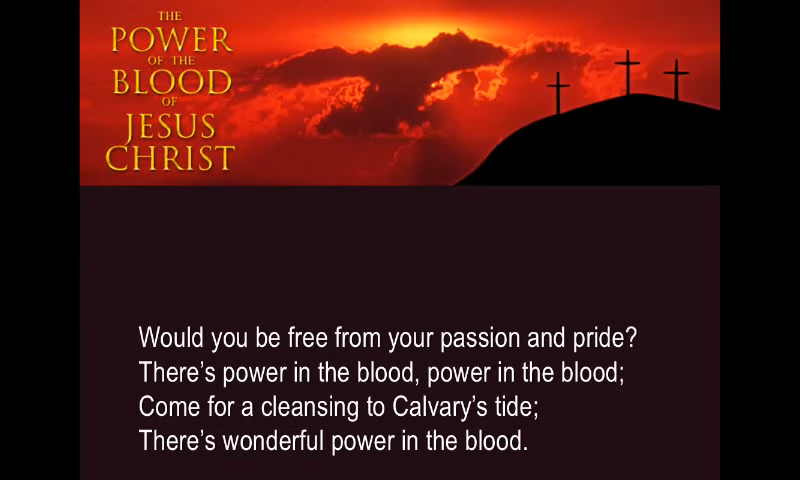 THE
POWER
OF THE
BLOOD
OF
JESUS
CHRIST
Would you be free from your passion and pride?
There's power in the blood, power in the blood;
Come for a cleansing to Calvary's tide;
There's wonderful power in the blood.